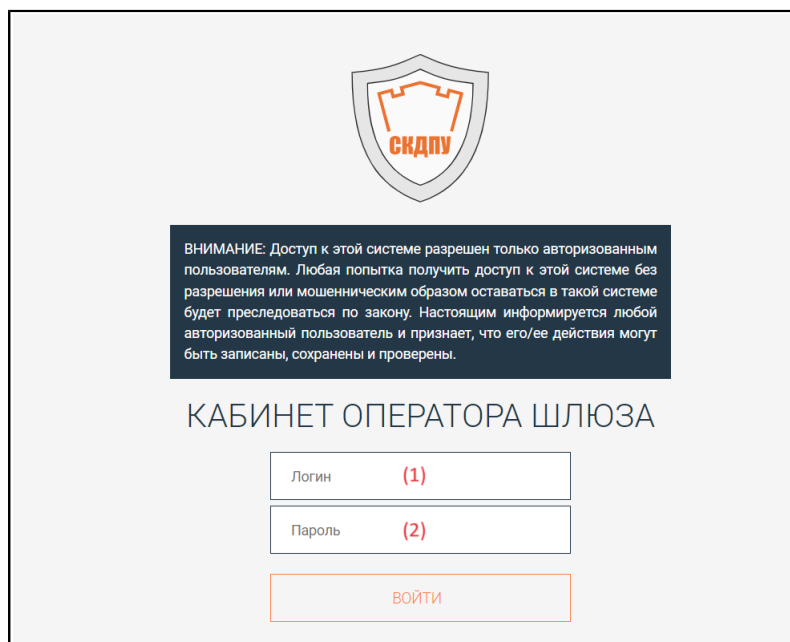 СКДПУ
ВНИМАНИЕ: Доступ к этой системе разрешен только авторизованным
пользователям. Любая попытка получить доступ к этой системе без
разрешения или мошенническим образом оставаться в такой системе
будет преследоваться по закону. Настоящим информируется любой
авторизованный пользователь и признает, что его/ее действия могут
быть записаны, сохранены и проверены.
КАБИНЕТ ОПЕРАТОРА ШЛЮЗА
Логин (1)
Пароль (2)
ВОЙТИ